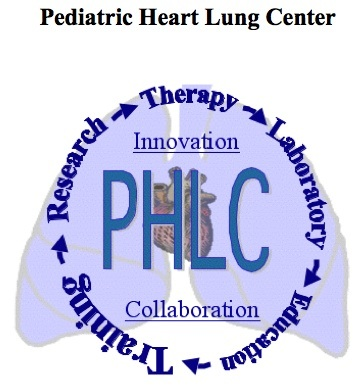 Pediatric Heart Lung Center
Therapy
Laboratory
Education
Training
Research
Innovation
PHLC
Collaboration